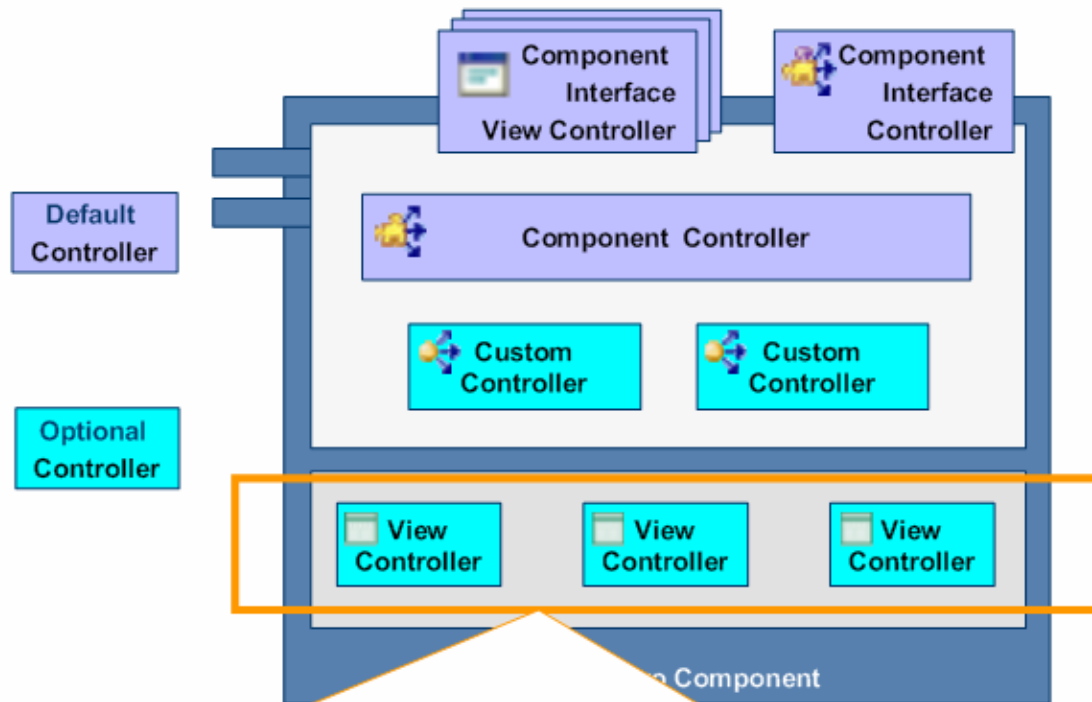 Component
Interface
View Controller
Component
Interface
Controller
Default
Controller
Component Controller
Custom
Controller
Custom
Controller
Optional
Controller
View
Controller
View
Controller
View
Controller
Component